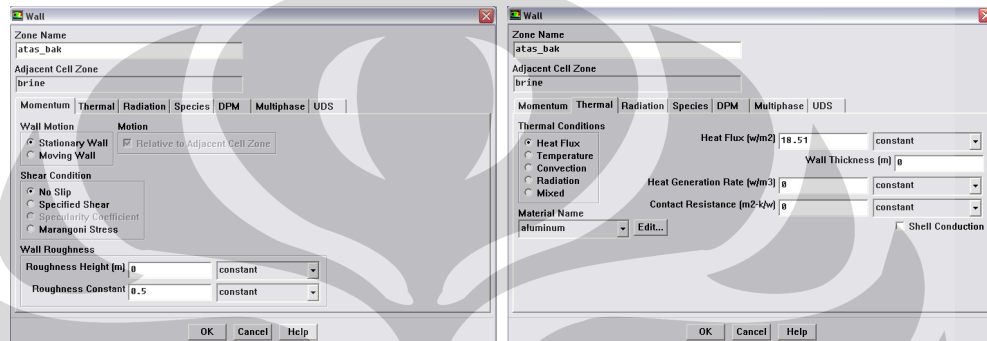 Wall
Zone Name
atas_bak
Adjacent Cell Zone
brine
Momentum Thermal Radiation Species DPM Multiphase UDS
Wall Motion Motion
Stationary Wall Relative to Adjacent Cell Zone
Moving Wall
Shear Condition
No Slip
Specified Shear
Specularity Coefficient
Marangoni Stress
Wall Roughness
Roughness Height (m) 0 constant
Roughness Constant 0.5 constant
OK Cancel Help
Wall
Zone Name
atas_bak
Adjacent Cell Zone
brine
Momentum Thermal Radiation Species DPM Multiphase UDS
Thermal Conditions
Heat Flux
Temperature
Convection
Radiation
Mixed
Heat Flux (w/m2) 18.51 constant
Wall Thickness (m) 0
Heat Generation Rate (w/m3) 0 constant
Contact Resistance (m2-k/w) 0 constant
Material Name
aluminum Edit...
Shell Conduction
OK Cancel Help